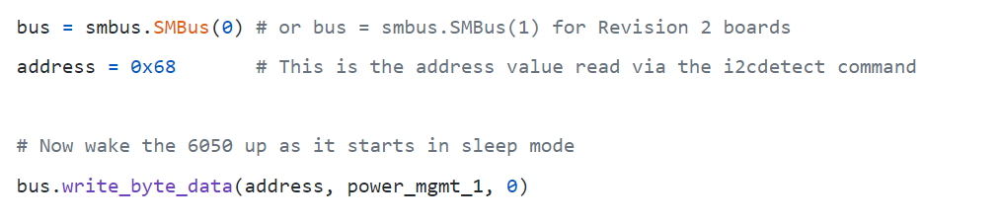 bus = smbus.SMBus(0) # or bus = smbus.SMBus(1) for Revision 2 boards
address = 0x68       # This is the address value read via the i2cdetect command
# Now wake the 6050 up as it starts in sleep mode
bus.write_byte_data(address, power_mgmt_1, 0)